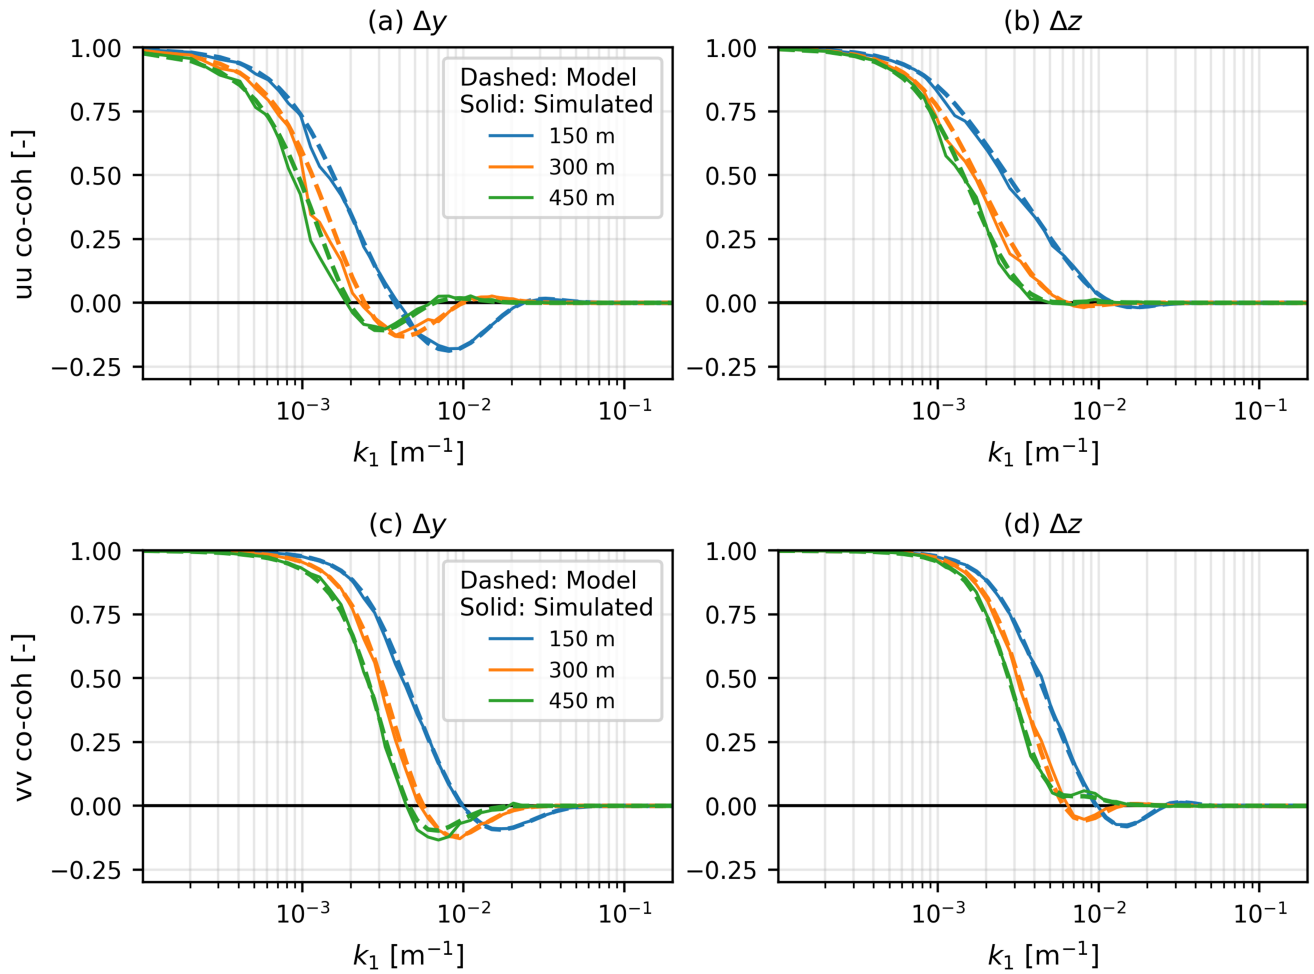 (a) Δy
uu co-coh [-]
1.00
0.75
0.50
0.25
0.00
−0.25
Dashed: Model
Solid: Simulated
150 m
300 m
450 m
10⁻³ 10⁻² 10⁻¹
k₁ [m⁻¹]
(b) Δz
1.00
0.75
0.50
0.25
0.00
−0.25
10⁻³ 10⁻² 10⁻¹
k₁ [m⁻¹]
(c) Δy
vv co-coh [-]
1.00
0.75
0.50
0.25
0.00
−0.25
Dashed: Model
Solid: Simulated
150 m
300 m
450 m
10⁻³ 10⁻² 10⁻¹
k₁ [m⁻¹]
(d) Δz
1.00
0.75
0.50
0.25
0.00
−0.25
10⁻³ 10⁻² 10⁻¹
k₁ [m⁻¹]